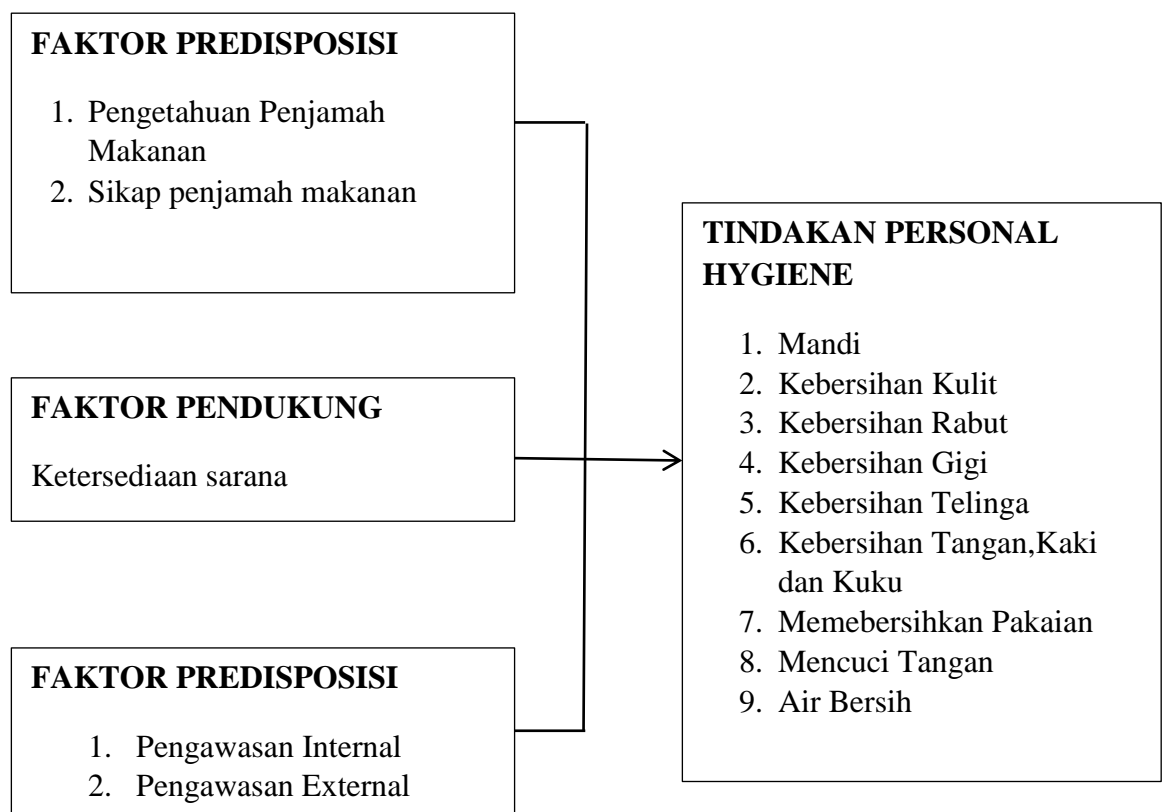 FAKTOR PREDISPOSISI
1. Pengetahuan Penjamah
Makanan
2. Sikap penjamah makanan
FAKTOR PENDUKUNG
Ketersediaan sarana
FAKTOR PREDISPOSISI
1. Pengawasan Internal
2. Pengawasan External
TINDAKAN PERSONAL
HYGIENE
1. Mandi
2. Kebersihan Kulit
3. Kebersihan Rabut
4. Kebersihan Gigi
5. Kebersihan Telinga
6. Kebersihan Tangan,Kaki
dan Kuku
7. Memebersihkan Pakaian
8. Mencuci Tangan
9. Air Bersih